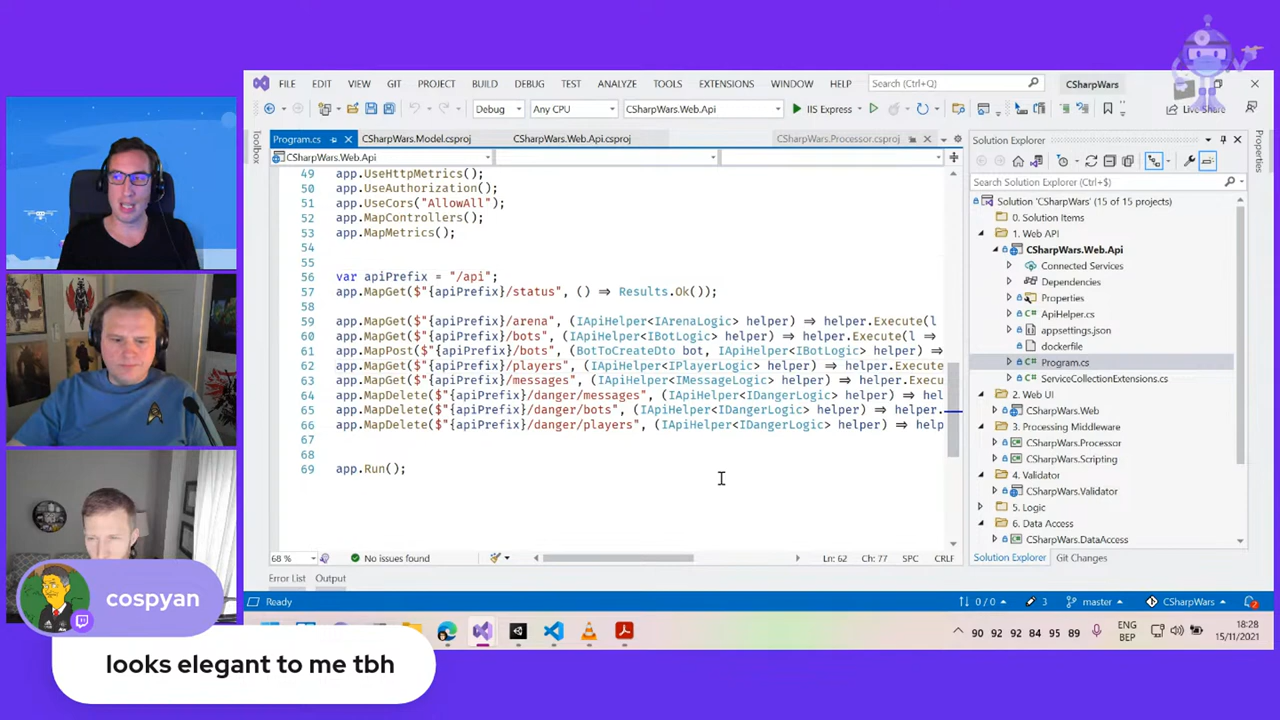 FILE EDIT VIEW GIT PROJECT BUILD DEBUG TEST ANALYZE TOOLS EXTENSIONS WINDOW HELP Search (Ctrl+Q) CSharpWars
Debug Any CPU CSharpWars.Web.Api IIS Express Live Share
Toolbox
Program.cs CSharpWars.Model.csproj CSharpWars.Web.Api.csproj CSharpWars.Processor.csproj
CSharpWars.Web.Api
49 app.UseHttpMetrics();
50 app.UseAuthorization();
51 app.UseCors("AllowAll");
52 app.MapControllers();
53 app.MapMetrics();
54
55
56 var apiPrefix = "/api";
57 app.MapGet($"{apiPrefix}/status", () => Results.Ok());
58
59 app.MapGet($"{apiPrefix}/arena", (IApiHelper<IArenaLogic> helper) => helper.Execute(l
60 app.MapGet($"{apiPrefix}/bots", (IApiHelper<IBotLogic> helper) => helper.Execute(l =>
61 app.MapPost($"{apiPrefix}/bots", (BotToCreateDto bot, IApiHelper<IBotLogic> helper) =>
62 app.MapGet($"{apiPrefix}/players", (IApiHelper<IPlayerLogic> helper) => helper.Execute
63 app.MapGet($"{apiPrefix}/messages", (IApiHelper<IMessageLogic> helper) => helper.Execu
64 app.MapDelete($"{apiPrefix}/danger/messages", (IApiHelper<IDangerLogic> helper) => hel
65 app.MapDelete($"{apiPrefix}/danger/bots", (IApiHelper<IDangerLogic> helper) => helper.
66 app.MapDelete($"{apiPrefix}/danger/players", (IApiHelper<IDangerLogic> helper) => help
67
68
69 app.Run();
68 % No issues found Ln: 62 Ch: 77 SPC CRLF
Error List Output
Solution Explorer
Search Solution Explorer (Ctrl+$)
Solution 'CSharpWars' (15 of 15 projects)
0. Solution Items
1. Web API
CSharpWars.Web.Api
Connected Services
Dependencies
Properties
ApiHelper.cs
appsettings.json
dockerfile
Program.cs
ServiceCollectionExtensions.cs
2. Web UI
CSharpWars.Web
3. Processing Middleware
CSharpWars.Processor
CSharpWars.Scripting
4. Validator
CSharpWars.Validator
5. Logic
6. Data Access
CSharpWars.DataAccess
Solution Explorer Git Changes
Properties
Ready 0 / 0 3 master CSharpWars
90 92 92 84 95 89 ENG BEP 18:28 15/11/2021
cospyan
looks elegant to me tbh